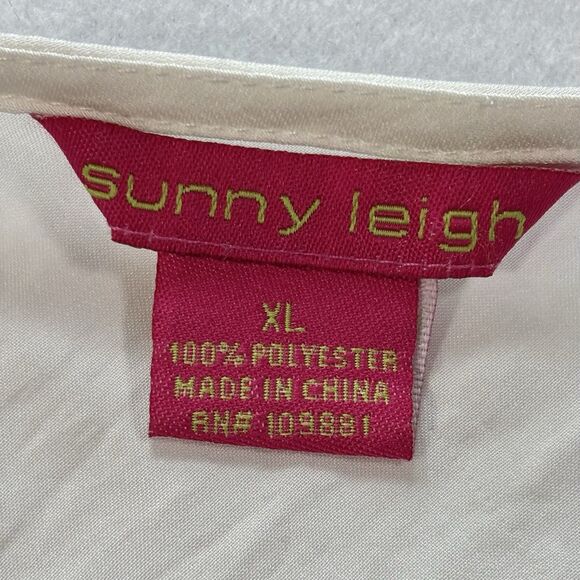 sunny leigh
XL
100% POLYESTER
MADE IN CHINA
RN# 109881